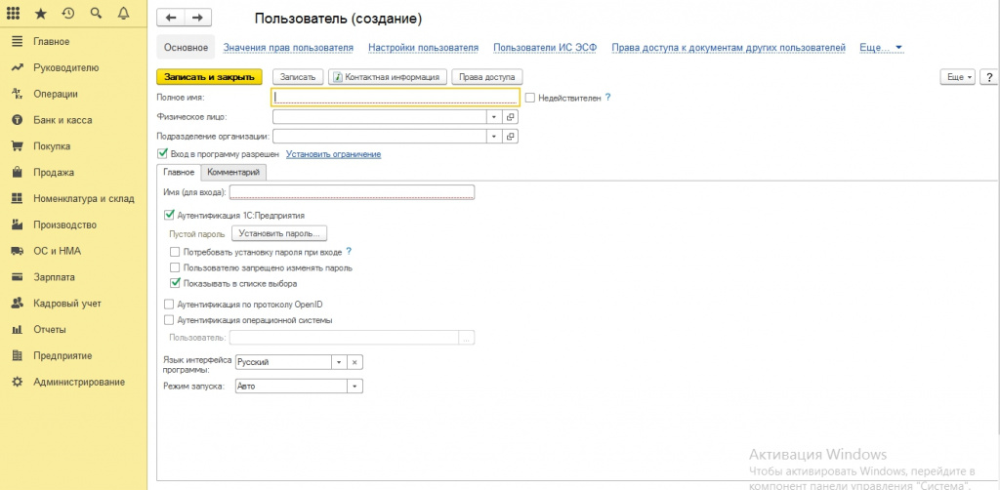 Пользователь (создание)
Главное
Руководителю
Операции
Банк и касса
Покупка
Продажа
Номенклатура и склад
Производство
ОС и НМА
Зарплата
Кадровый учет
Отчеты
Предприятие
Администрирование
Основное Значения прав пользователя Настройки пользователя Пользователи ИС ЭСФ Права доступа к документам других пользователей Еще...
Записать и закрыть Записать Контактная информация Права доступа Еще ?
Полное имя: Недействителен ?
Физическое лицо:
Подразделение организации:
Вход в программу разрешен Установить ограничение
Главное Комментарий
Имя (для входа):
Аутентификация 1С:Предприятия
Пустой пароль Установить пароль...
Потребовать установку пароля при входе ?
Пользователю запрещено изменять пароль
Показывать в списке выбора
Аутентификация по протоколу OpenID
Аутентификация операционной системы
Пользователь: ...
Язык интерфейса
программы: Русский
Режим запуска: Авто
Активация Windows
Чтобы активировать Windows, перейдите в
компонент панели управления "Система".